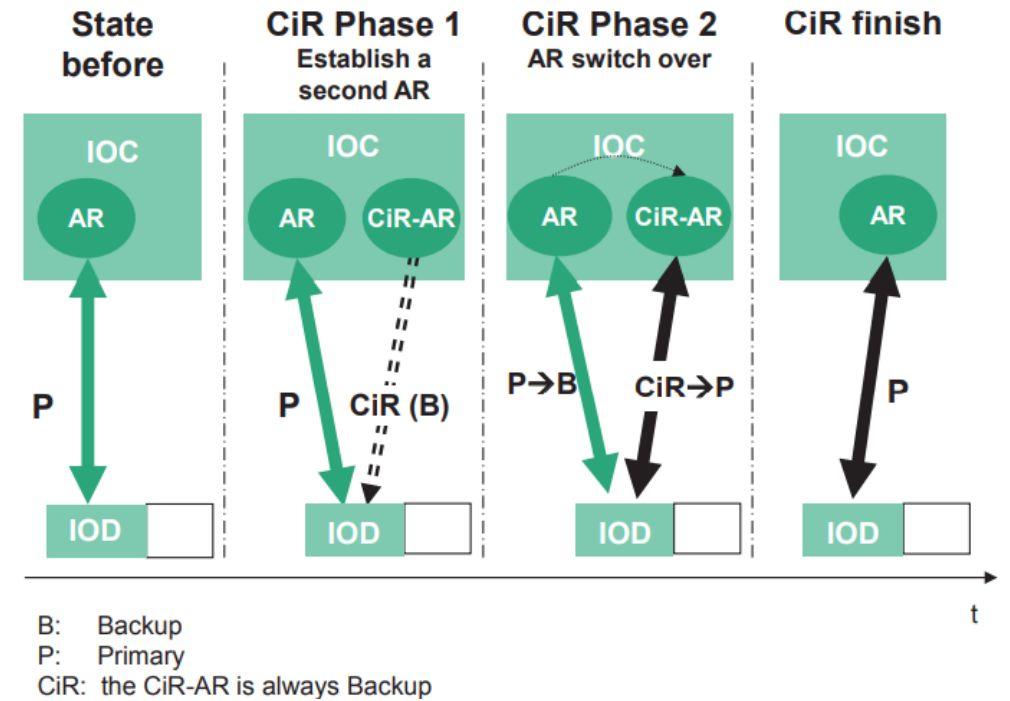 State
before
CiR Phase 1
Establish a
second AR
CiR Phase 2
AR switch over
CiR finish
IOC
AR
P
IOD
IOC
AR
CiR-AR
P
CiR (B)
IOD
IOC
AR
CiR-AR
P→B
CiR→P
IOD
IOC
AR
P
IOD
t
B: Backup
P: Primary
CiR: the CiR-AR is always Backup